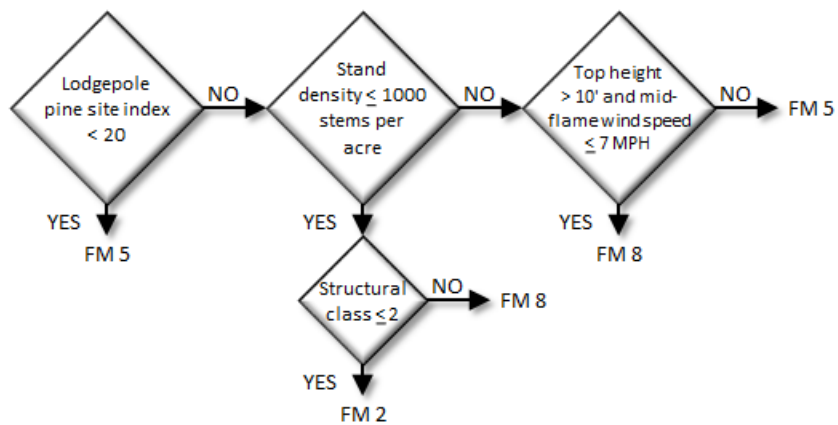 Lodgepole
pine site index
< 20
NO
YES
FM 5
Stand
density ≤ 1000
stems per
acre
NO
YES
Top height
> 10' and mid-
flame wind speed
≤ 7 MPH
NO
FM 5
YES
FM 8
Structural
class ≤2
NO
FM 8
YES
FM 2